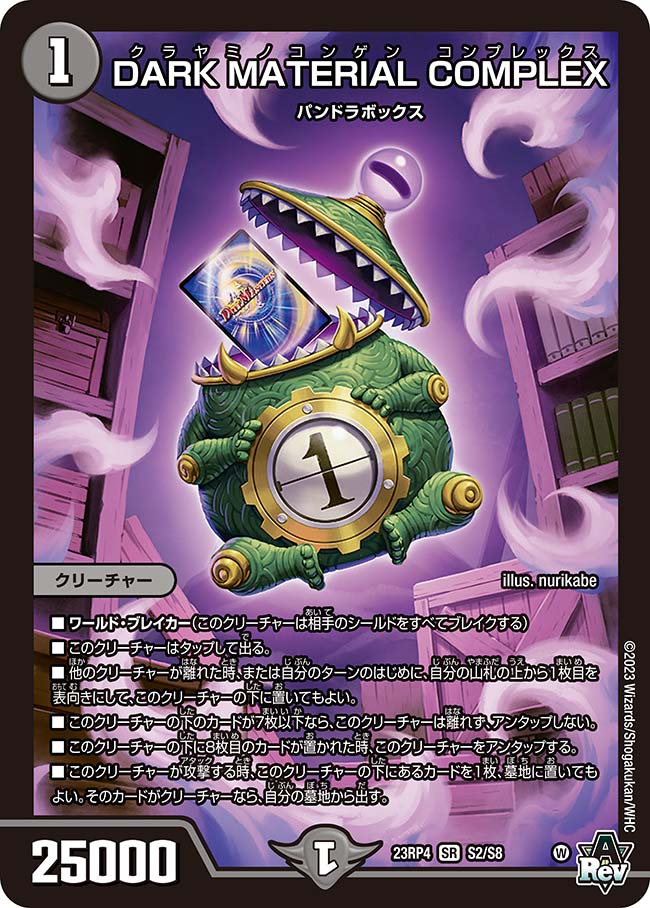 1
クラヤミノコンゲン コンプレックス
DARK MATERIAL COMPLEX
パンドラボックス
DUEL MASTERS
1
クリーチャー
illus. nurikabe
■ワールド・ブレイカー(このクリーチャーは相手のシールドをすべてブレイクする)
■このクリーチャーはタップして出る。
■他のクリーチャーが離れた時、または自分のターンのはじめに、自分の山札の上から1枚目を
表向きにして、このクリーチャーの下に置いてもよい。
■このクリーチャーの下のカードが7枚以下なら、このクリーチャーは離れず、アンタップしない。
■このクリーチャーの下に8枚目のカードが置かれた時、このクリーチャーをアンタップする。
■このクリーチャーが攻撃する時、このクリーチャーの下にあるカードを1枚、墓地に置いても
よい。そのカードがクリーチャーなら、自分の墓地から出す。
©2023 Wizards/Shogakukan/WHC
25000
1
23RP4 SR S2/S8
W
A Rev